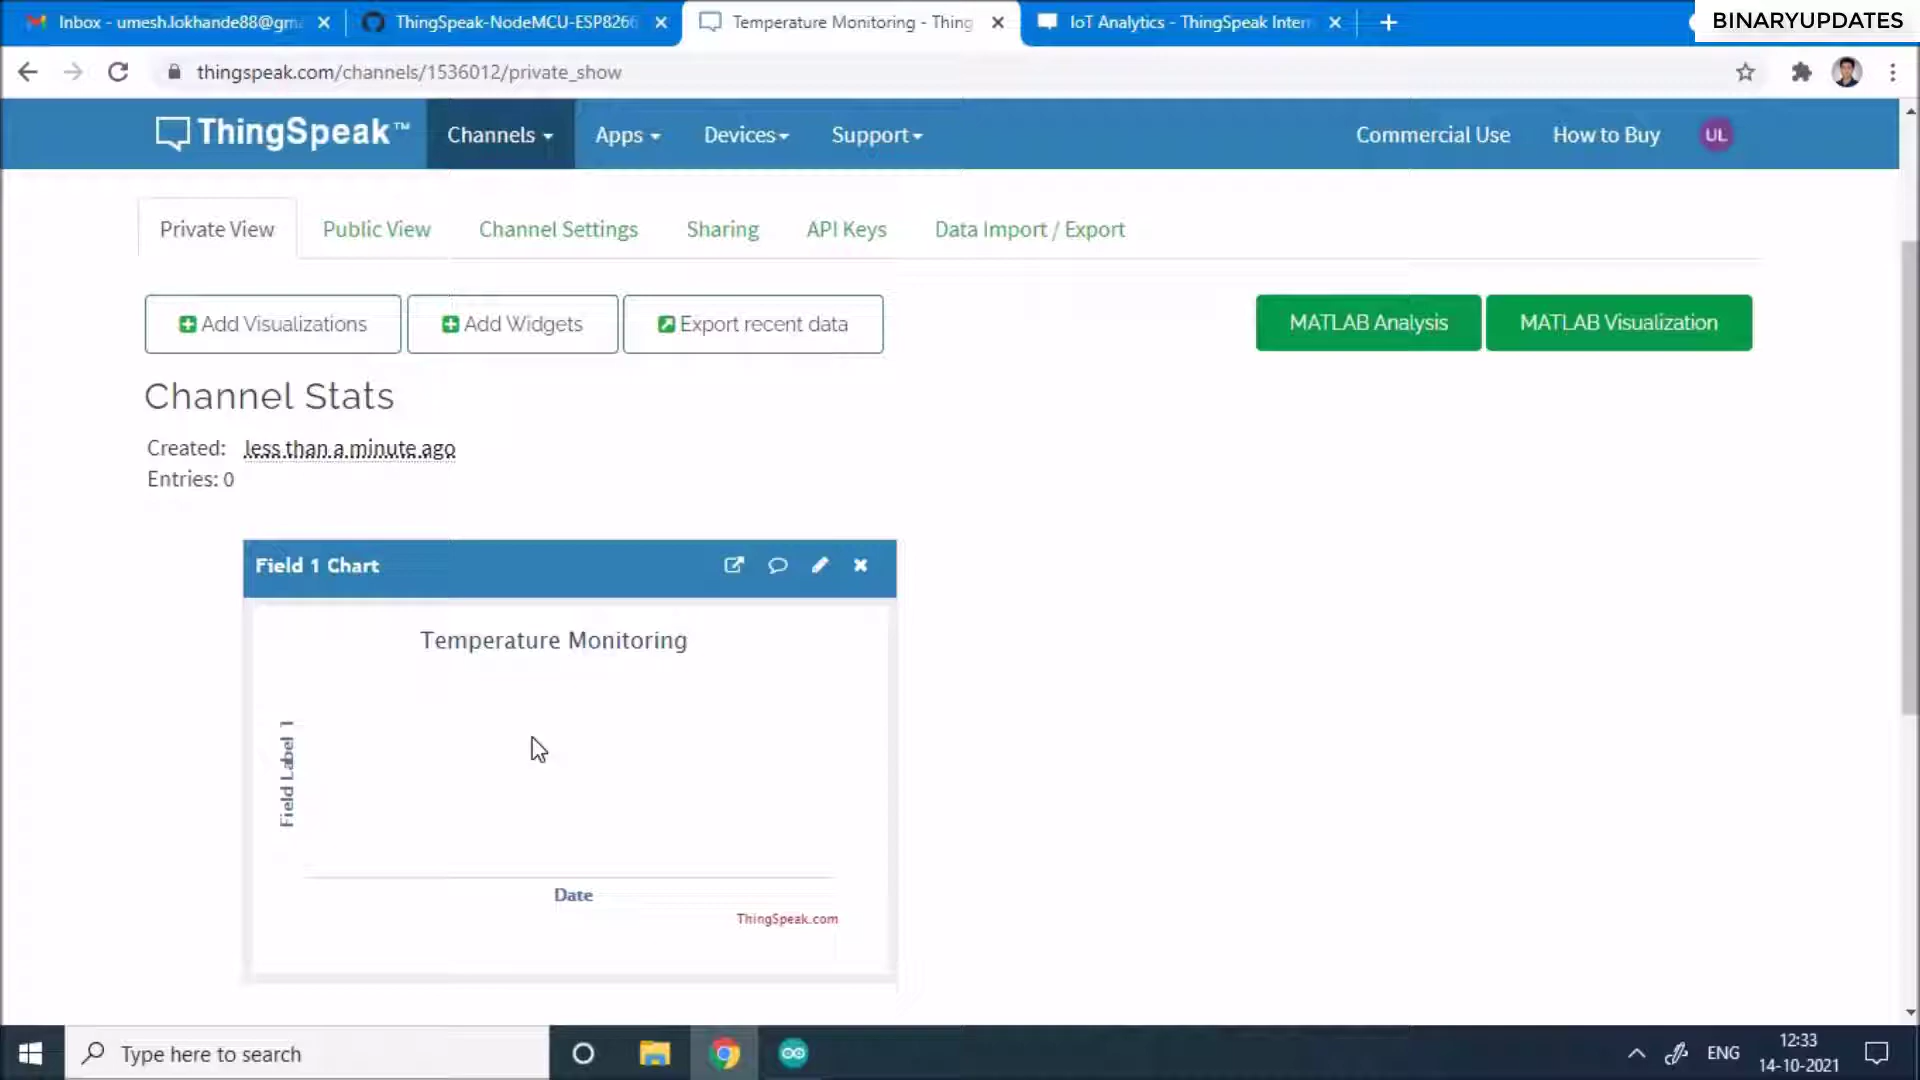 Inbox - umesh.lokhande88@gm
ThingSpeak-NodeMCU-ESP8266
Temperature Monitoring - Thing
IoT Analytics - ThingSpeak Inter
BINARYUPDATES
thingspeak.com/channels/1536012/private_show
ThingSpeak™
Channels
Apps
Devices
Support
Commercial Use
How to Buy
UL
Private View
Public View
Channel Settings
Sharing
API Keys
Data Import / Export
Add Visualizations
Add Widgets
Export recent data
MATLAB Analysis
MATLAB Visualization
Channel Stats
Created: less than a minute ago
Entries: 0
Field 1 Chart
Temperature Monitoring
Field Label 1
Date
ThingSpeak.com
Type here to search
ENG
12:33
14-10-2021